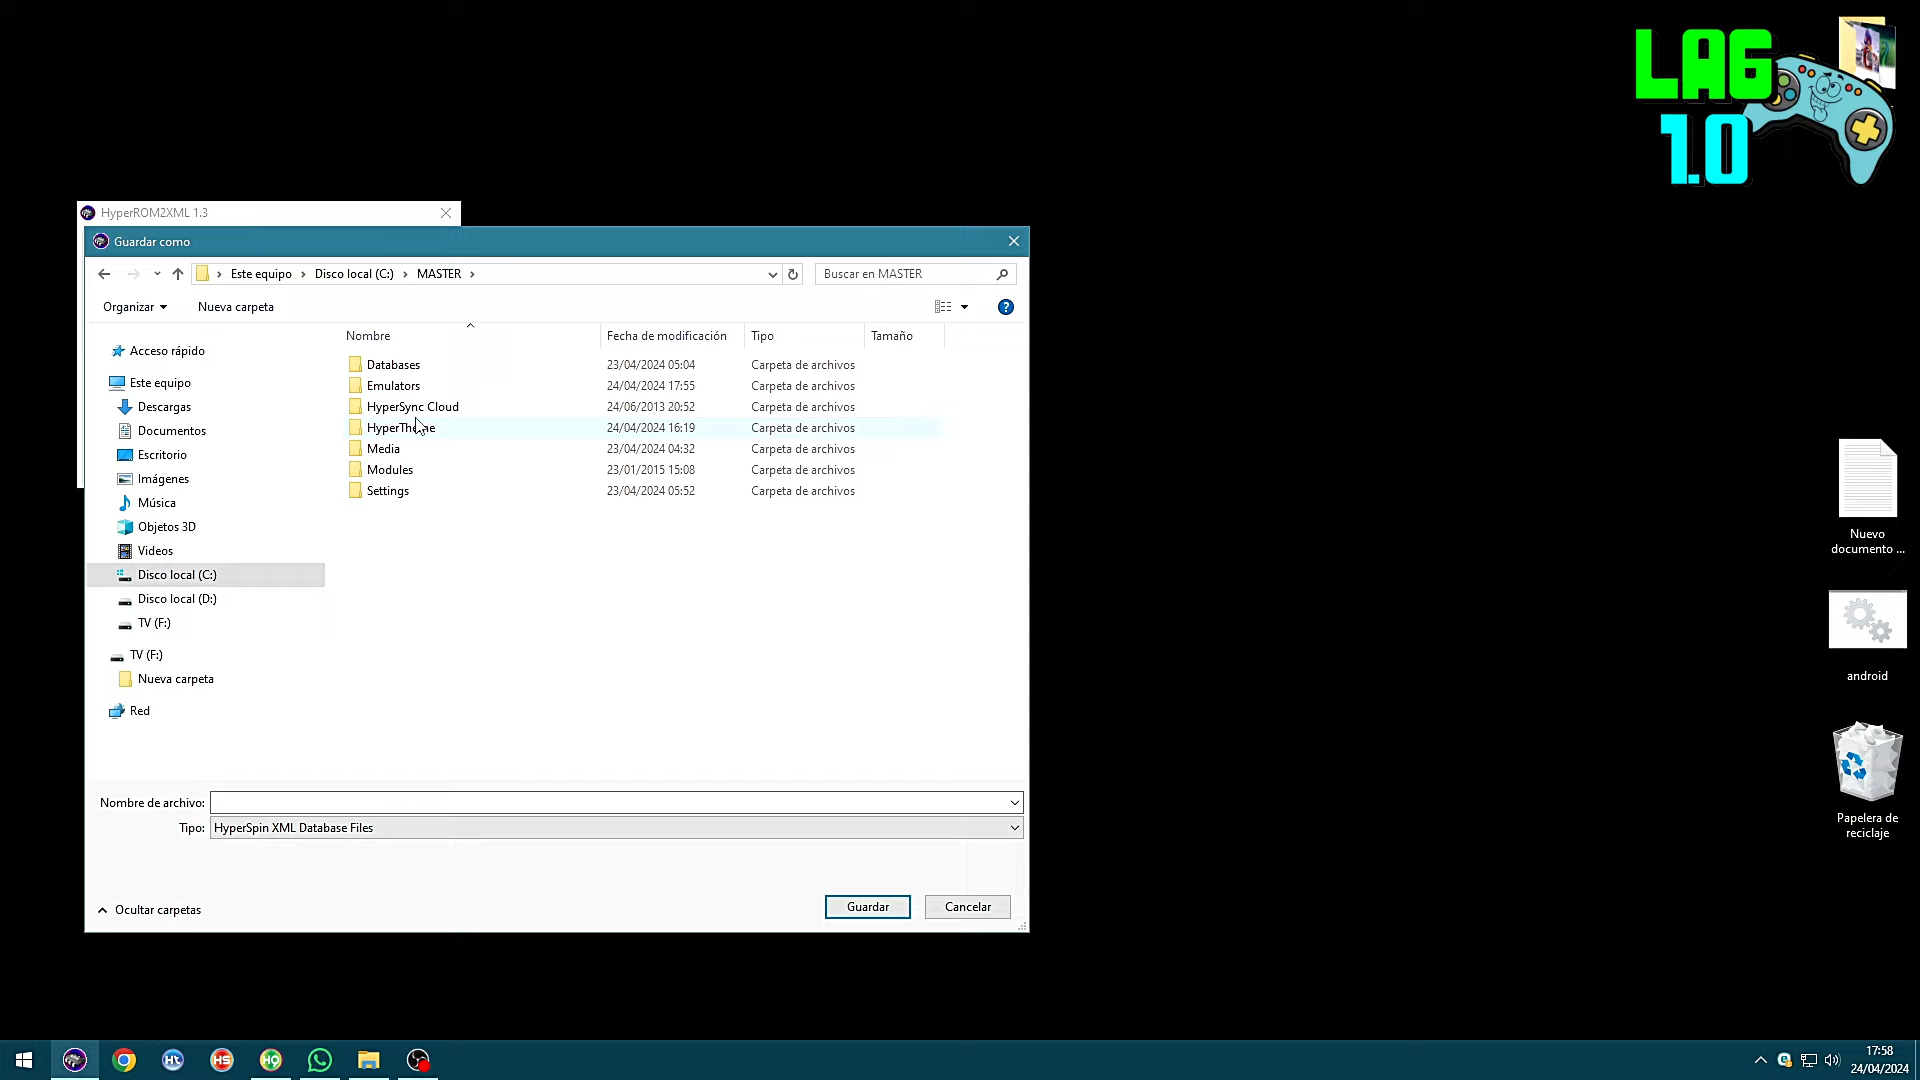 LAG
1.0
HyperROM2XML 1.3
Guardar como
Este equipo > Disco local (C:) > MASTER >
Buscar en MASTER
Organizar
Nueva carpeta
Nombre
Fecha de modificación
Tipo
Tamaño
Acceso rápido
Este equipo
Descargas
Documentos
Escritorio
Imágenes
Música
Objetos 3D
Videos
Disco local (C:)
Disco local (D:)
TV (F:)
TV (F:)
Nueva carpeta
Red
Databases 23/04/2024 05:04 Carpeta de archivos
Emulators 24/04/2024 17:55 Carpeta de archivos
HyperSync Cloud 24/06/2013 20:52 Carpeta de archivos
HyperTheme 24/04/2024 16:19 Carpeta de archivos
Media 23/04/2024 04:32 Carpeta de archivos
Modules 23/01/2015 15:08 Carpeta de archivos
Settings 23/04/2024 05:52 Carpeta de archivos
Nombre de archivo:
Tipo: HyperSpin XML Database Files
Ocultar carpetas
Guardar
Cancelar
Nuevo
documento ...
android
Papelera de
reciclaje
Ht
HS
HQ
17:58
24/04/2024